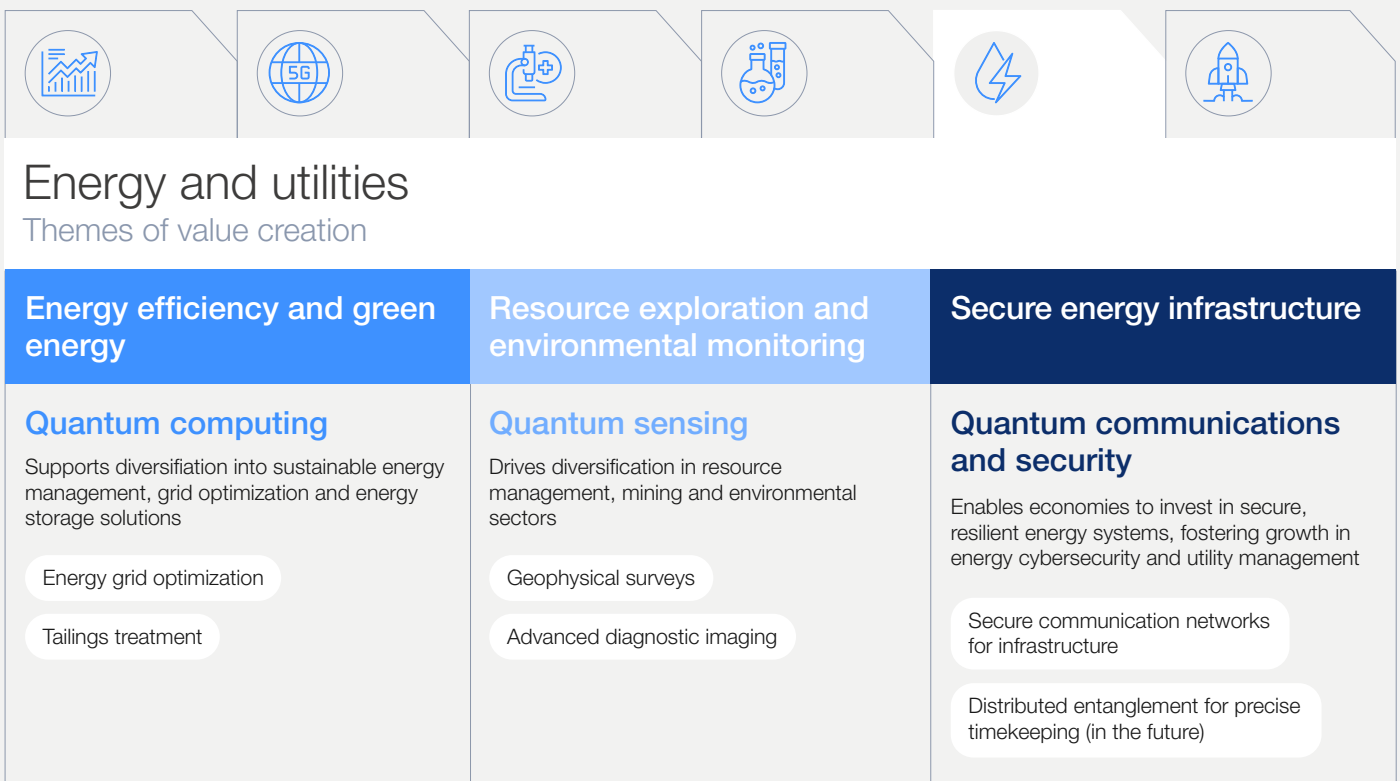 5G
Energy and utilities
Themes of value creation
Energy efficiency and green
energy
Quantum computing
Supports diversifiation into sustainable energy
management, grid optimization and energy
storage solutions
Energy grid optimization
Tailings treatment
Resource exploration and
environmental monitoring
Quantum sensing
Drives diversification in resource
management, mining and environmental
sectors
Geophysical surveys
Advanced diagnostic imaging
Secure energy infrastructure
Quantum communications
and security
Enables economies to invest in secure,
resilient energy systems, fostering growth in
energy cybersecurity and utility management
Secure communication networks
for infrastructure
Distributed entanglement for precise
timekeeping (in the future)